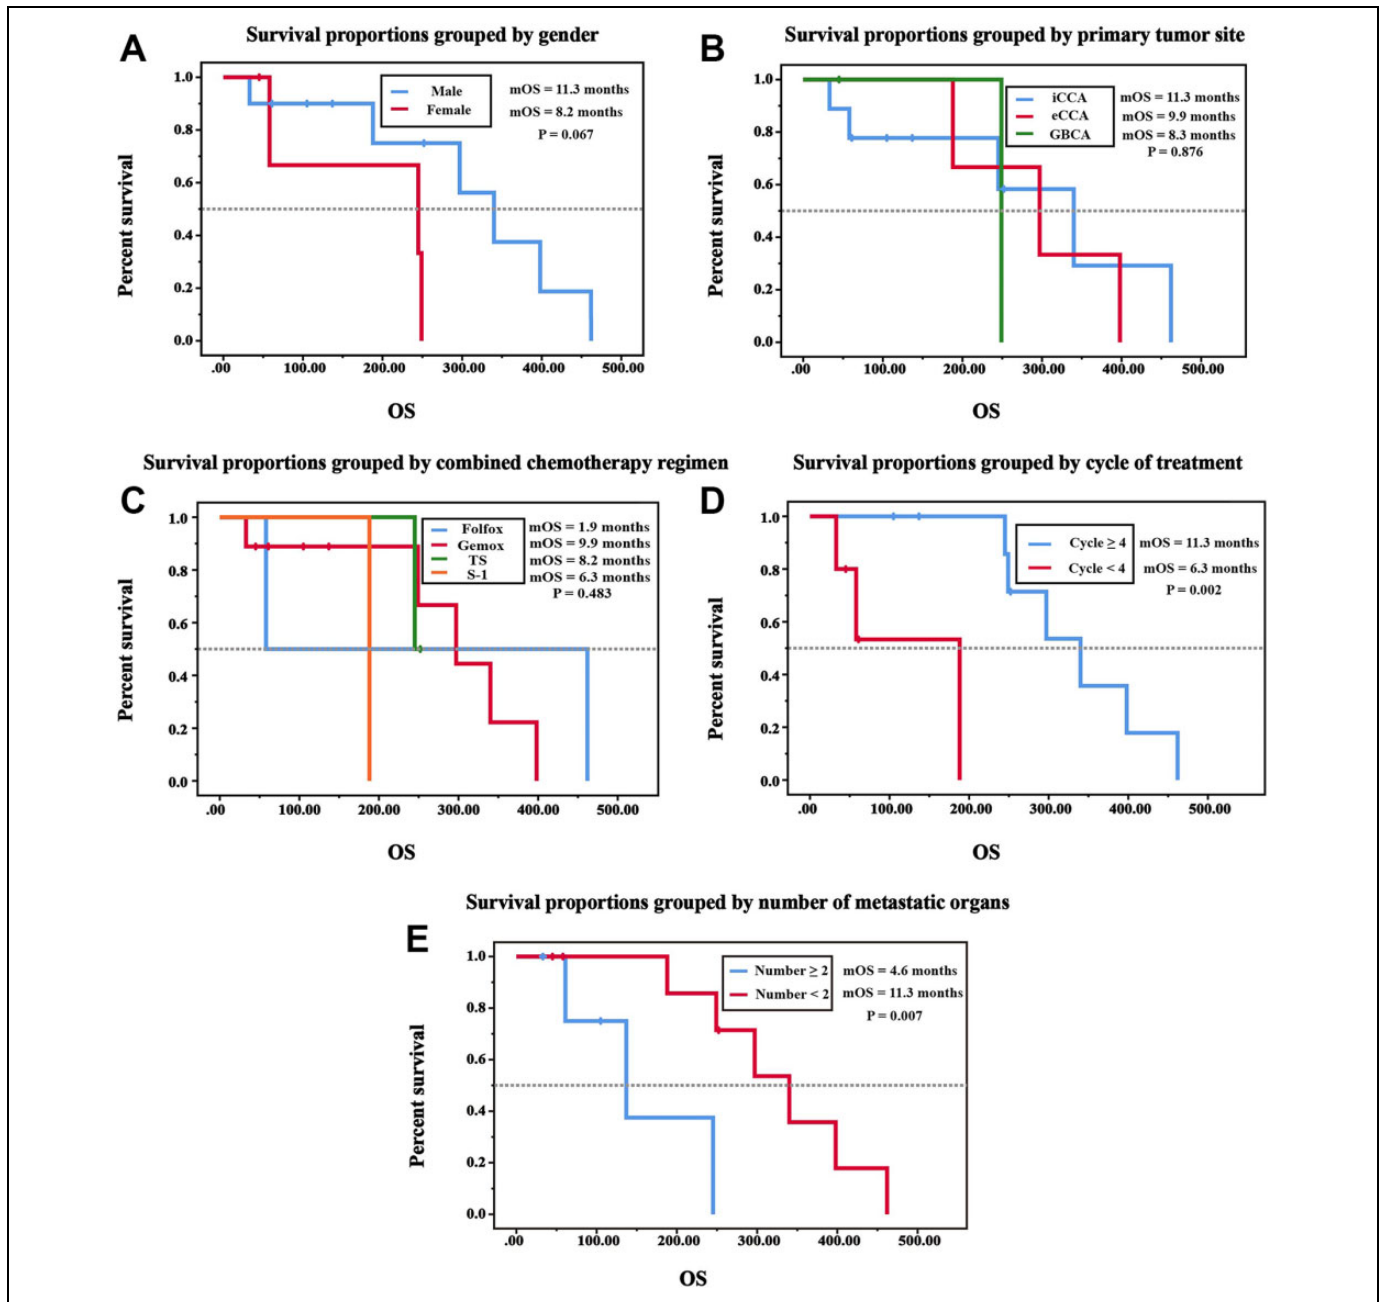 A
Survival proportions grouped by gender
Percent survival
1.0
0.8
0.6
0.4
0.2
0.0
Male
Female
mOS = 11.3 months
mOS = 8.2 months
P = 0.067
.00
100.00
200.00
300.00
400.00
500.00
OS
B
Survival proportions grouped by primary tumor site
Percent survival
1.0
0.8
0.6
0.4
0.2
0.0
iCCA
eCCA
GBCA
mOS = 11.3 months
mOS = 9.9 months
mOS = 8.3 months
P = 0.876
.00
100.00
200.00
300.00
400.00
500.00
OS
Survival proportions grouped by combined chemotherapy regimen
C
Percent survival
1.0
0.8
0.6
0.4
0.2
0.0
Folfox
Gemox
TS
S-1
mOS = 1.9 months
mOS = 9.9 months
mOS = 8.2 months
mOS = 6.3 months
P = 0.483
.00
100.00
200.00
300.00
400.00
500.00
OS
Survival proportions grouped by cycle of treatment
D
Percent survival
1.0
0.8
0.6
0.4
0.2
0.0
Cycle ≥ 4
Cycle < 4
mOS = 11.3 months
mOS = 6.3 months
P = 0.002
.00
100.00
200.00
300.00
400.00
500.00
OS
Survival proportions grouped by number of metastatic organs
E
Percent survival
1.0
0.8
0.6
0.4
0.2
0.0
Number ≥ 2
Number < 2
mOS = 4.6 months
mOS = 11.3 months
P = 0.007
.00
100.00
200.00
300.00
400.00
500.00
OS